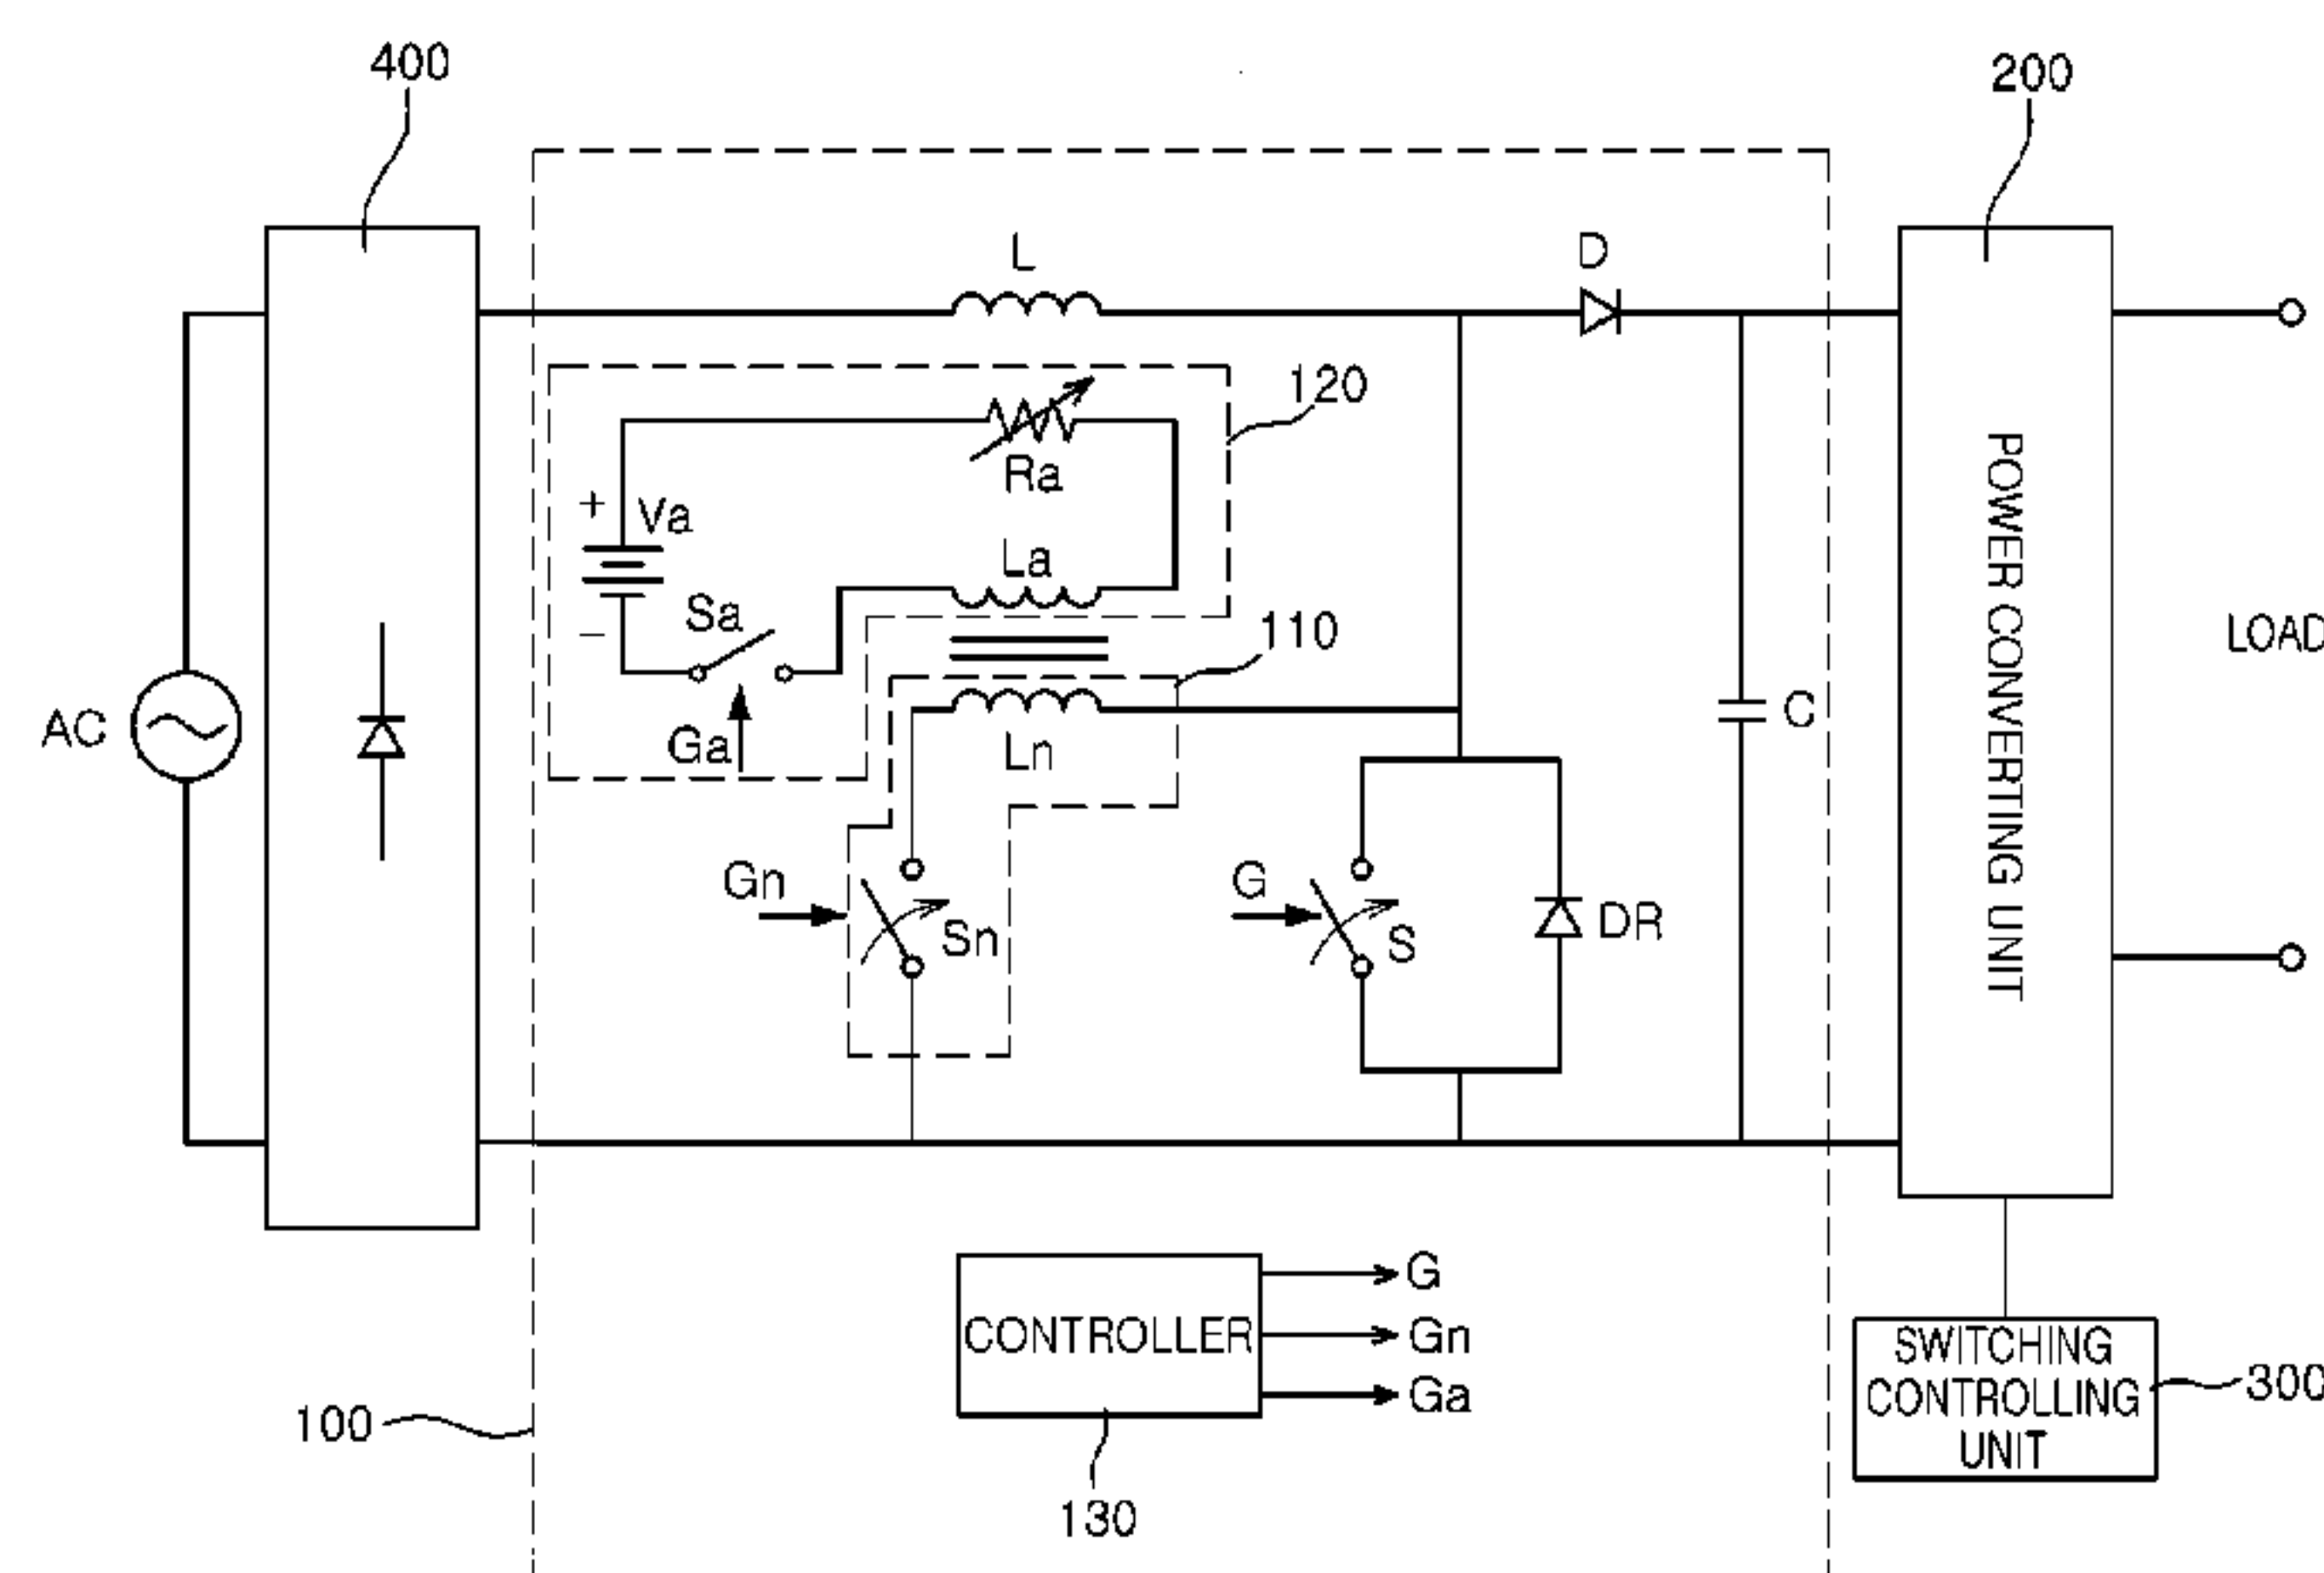 400
200
L
D
120
Ra
+
Va
La
Sa
110
−
LOAD
POWER CONVERTING UNIT
AC
C
Ga
Ln
Gn
Sn
G
S
DR
G
CONTROLLER
Gn
Ga
SWITCHING
CONTROLLING
UNIT
300
100
130